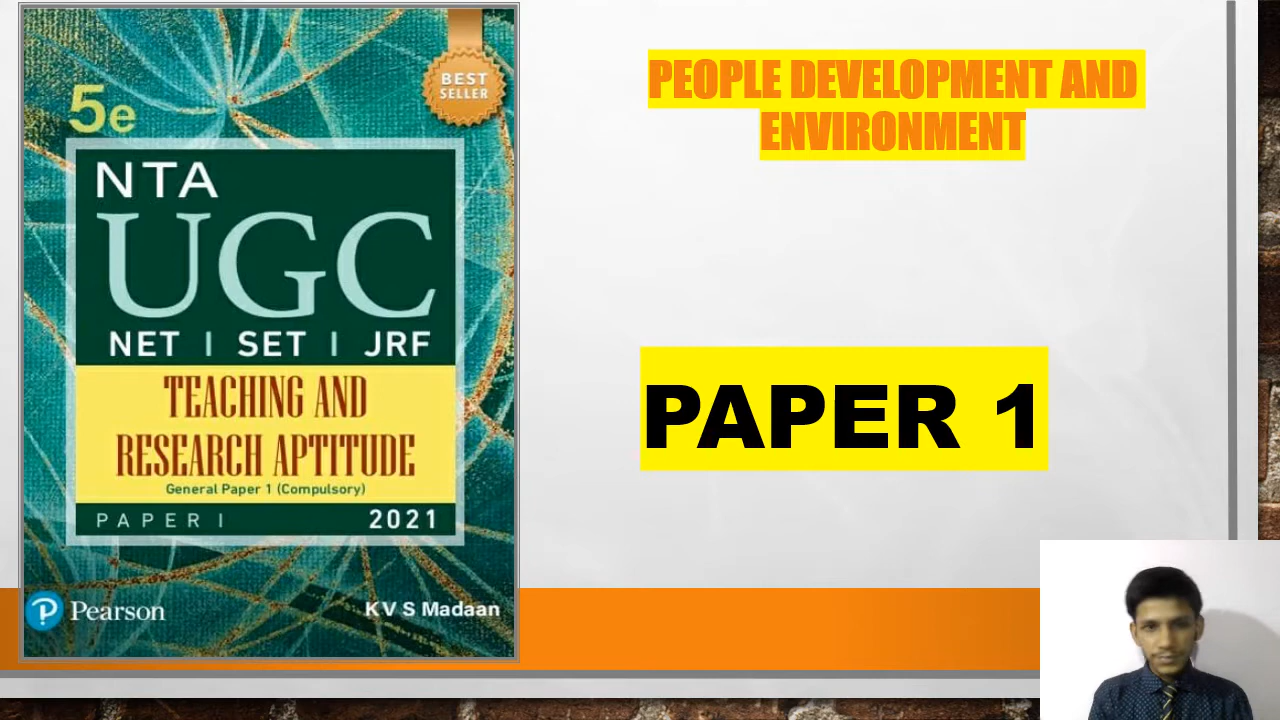 5e
BEST
SELLER
NTA
UGC
NET | SET | JRF
TEACHING AND
RESEARCH APTITUDE
General Paper 1 (Compulsory)
PAPER I 2021
P Pearson
KV S Madaan
PEOPLE DEVELOPMENT AND
ENVIRONMENT
PAPER 1